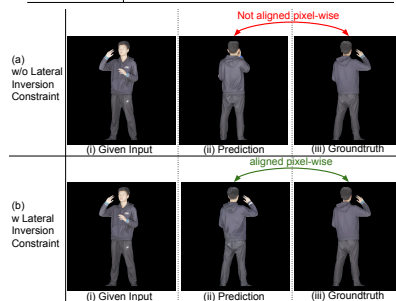 Not aligned pixel-wise
(a)
w/o Lateral
Inversion
Constraint
(i) Given Input (ii) Prediction (iii) Groundtruth
aligned pixel-wise
(b)
w Lateral
Inversion
Constraint
(i) Given Input (ii) Prediction (iii) Groundtruth